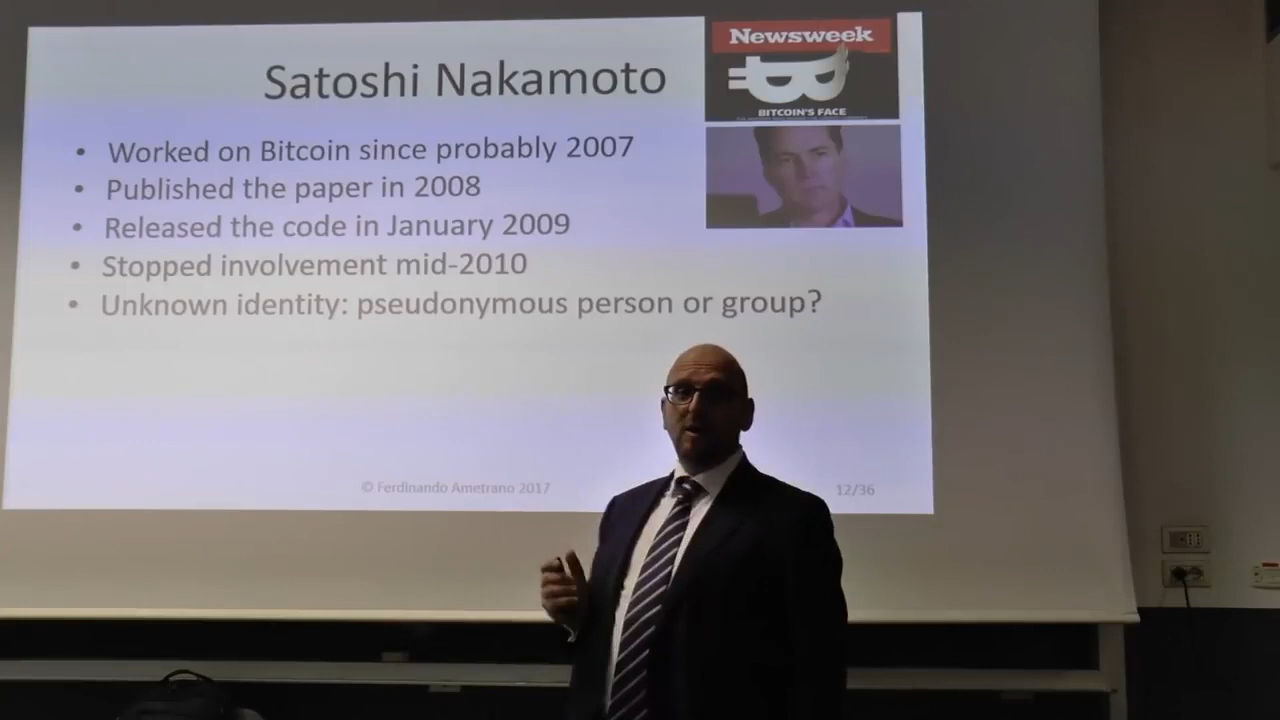 Newsweek
BITCOIN'S FACE
Satoshi Nakamoto
• Worked on Bitcoin since probably 2007
• Published the paper in 2008
• Released the code in January 2009
• Stopped involvement mid-2010
• Unknown identity: pseudonymous person or group?
© Ferdinando Ametrano 2017
12/36